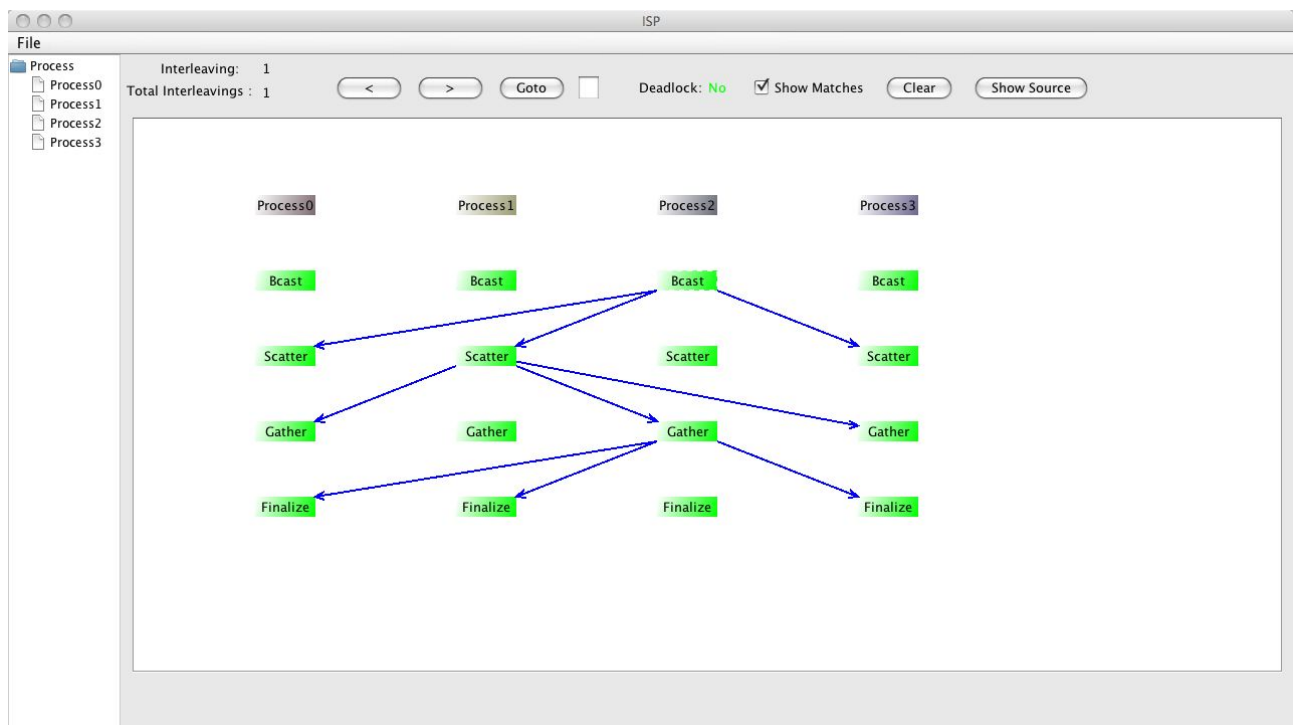 ISP
File
Process
Process0
Process1
Process2
Process3
Interleaving: 1
Total Interleavings : 1
< > Goto Deadlock: No Show Matches Clear Show Source
Process0 Process1 Process2 Process3
Bcast Bcast Bcast Bcast
Scatter Scatter Scatter Scatter
Gather Gather Gather Gather
Finalize Finalize Finalize Finalize